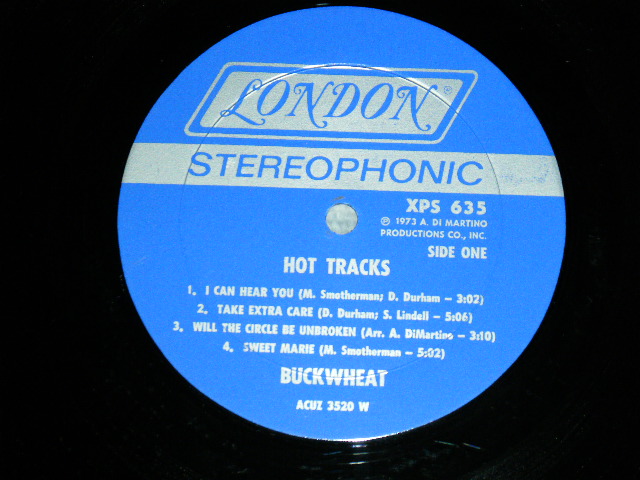 LONDON®
STEREOPHONIC
XPS 635
℗ 1973 A. DI MARTINO
PRODUCTIONS CO., INC.
SIDE ONE
HOT TRACKS
1. I CAN HEAR YOU (M. Smotherman; D. Durham – 3:02)
2. TAKE EXTRA CARE (D. Durham; S. Lindell – 5:06)
3. WILL THE CIRCLE BE UNBROKEN (Arr. A. DiMartino – 3:10)
4. SWEET MARIE (M. Smotherman – 5:02)
BUCKWHEAT
ACUZ 3520 W